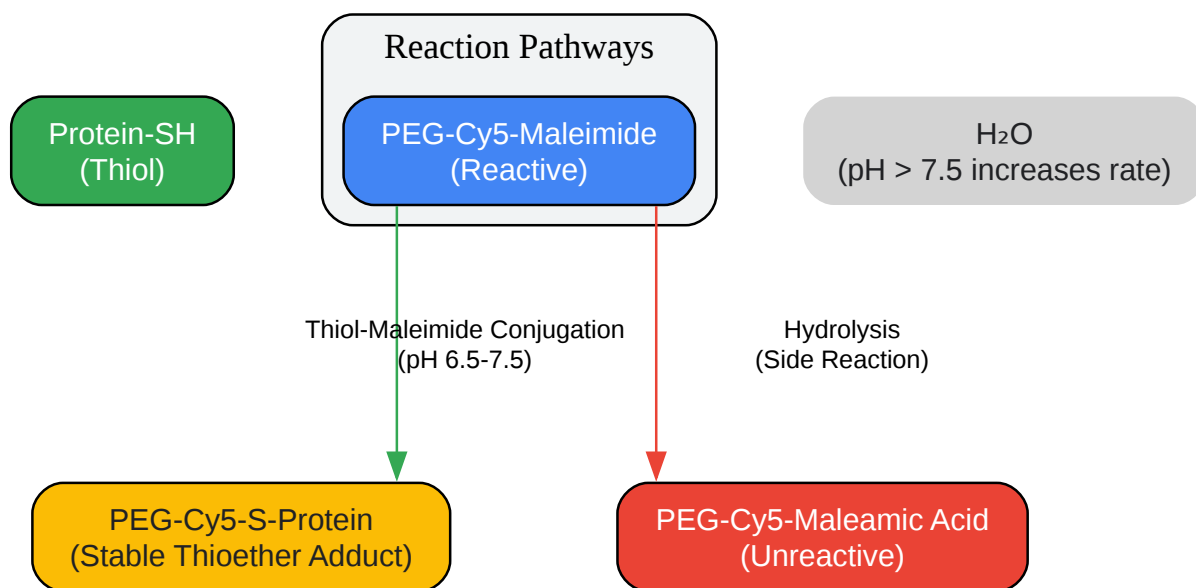 Reaction Pathways
Protein-SH
(Thiol)
PEG-Cy5-Maleimide
(Reactive)
H₂O
(pH > 7.5 increases rate)
Thiol-Maleimide Conjugation
(pH 6.5-7.5)
Hydrolysis
(Side Reaction)
PEG-Cy5-S-Protein
(Stable Thioether Adduct)
PEG-Cy5-Maleamic Acid
(Unreactive)